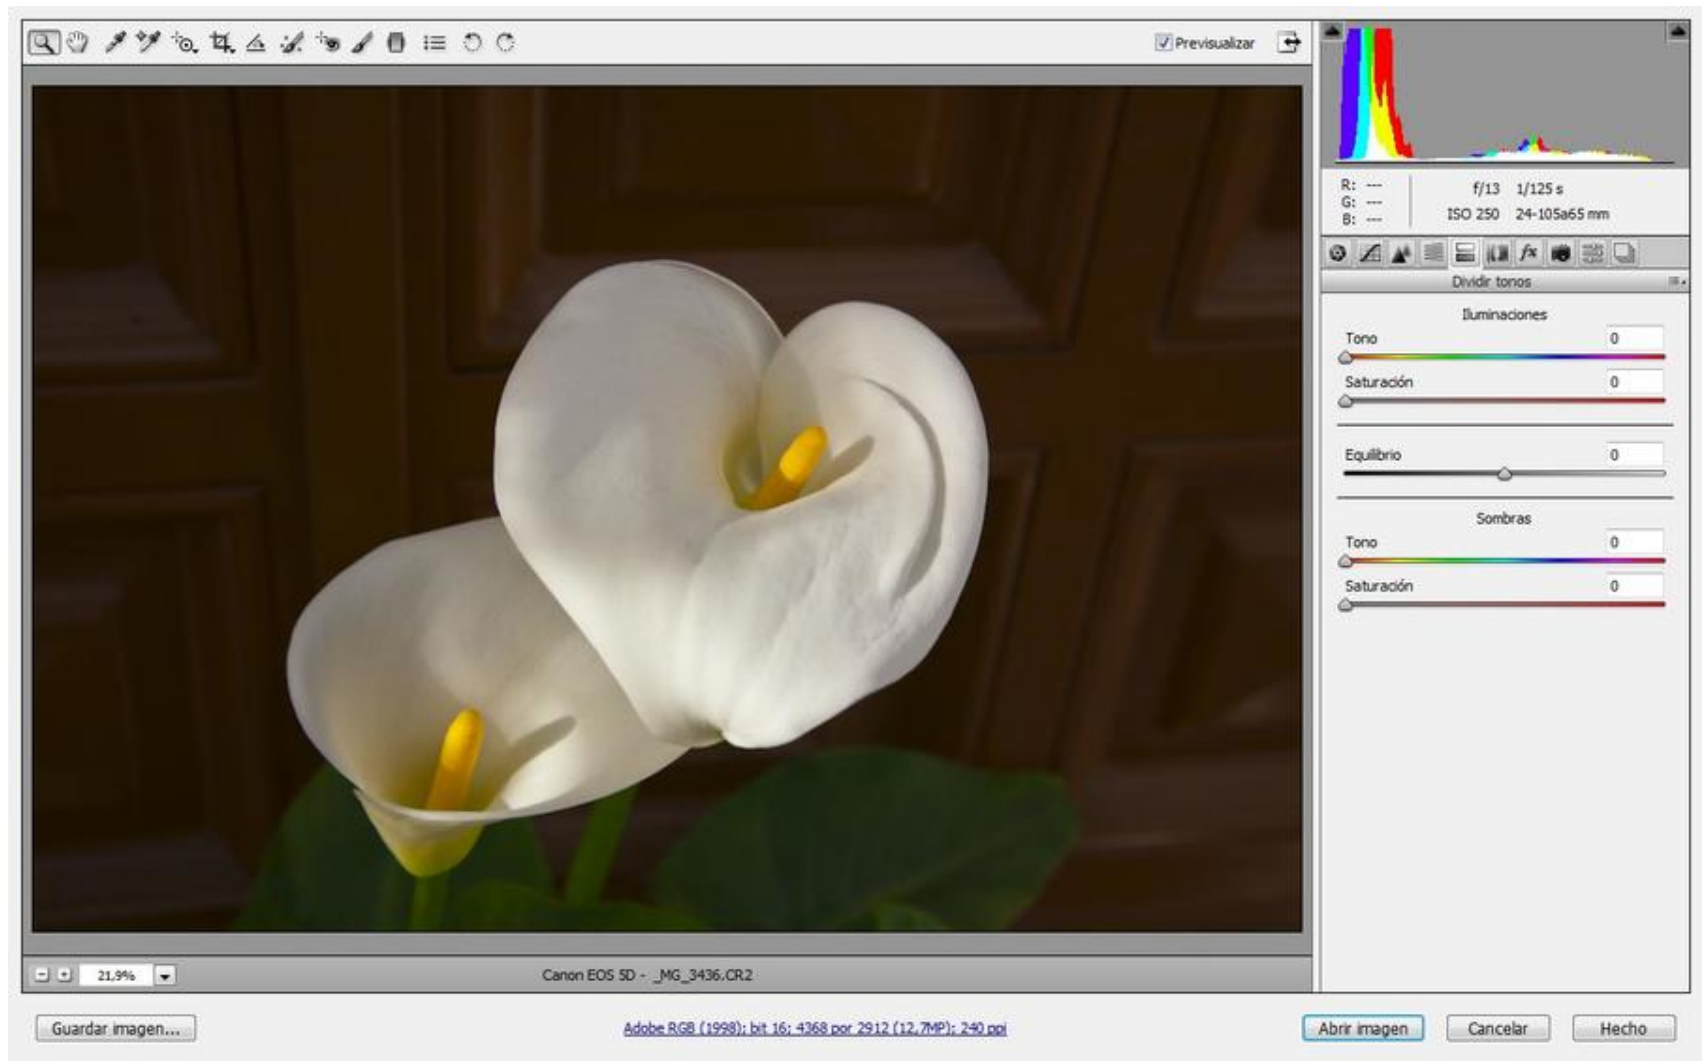 Previsualizar
R: ---
G: ---
B: ---
f/13 1/125 s
ISO 250 24-105a65 mm
fx
Dividir tonos
Iluminaciones
Tono 0
Saturación 0
Equilibrio 0
Sombras
Tono 0
Saturación 0
21,9%
Canon EOS 5D - _MG_3436.CR2
Guardar imagen...
Adobe RGB (1998); bit 16; 4368 por 2912 (12,7MP); 240 ppi
Abrir imagen
Cancelar
Hecho